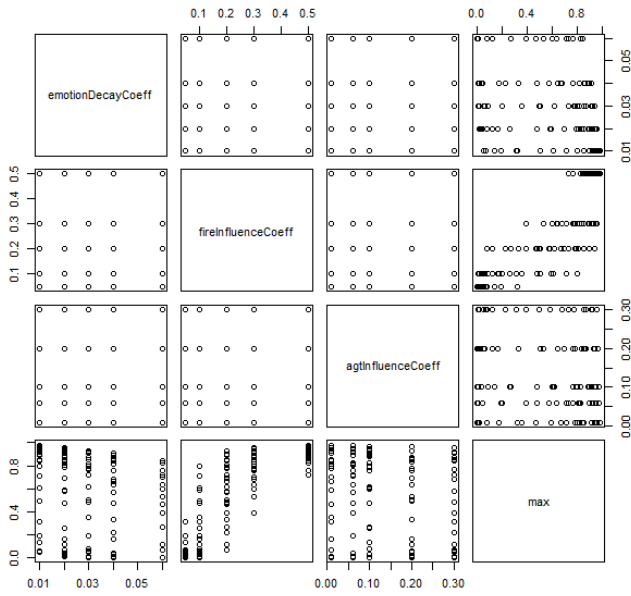 0.1 0.2 0.3 0.4 0.5 0.0 0.4 0.8
emotionDecayCoeff
0.01 0.03 0.05
0.1 0.2 0.3 0.4 0.5
fireInfluenceCoeff
agtInfluenceCoeff
0.00 0.10 0.20 0.30
0.0 0.4 0.8
max
0.01 0.03 0.05 0.00 0.10 0.20 0.30